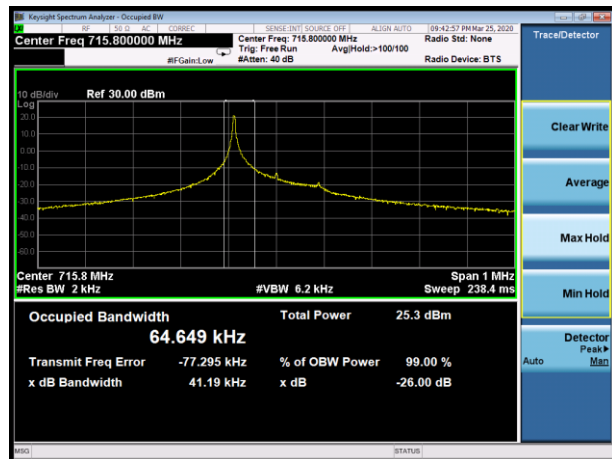 Keysight Spectrum Analyzer - Occupied BW
RF 50 Ω AC CORREC SENSE:INT SOURCE OFF ALIGN AUTO 09:42:57 PM Mar 25, 2020
Center Freq 715.800000 MHz Center Freq: 715.800000 MHz Radio Std: None Trace/Detector
Trig: Free Run Avg|Hold:>100/100
#IFGain:Low #Atten: 40 dB Radio Device: BTS
10 dB/div Ref 30.00 dBm
Log
20.0
10.0
0.00
-10.0
-20.0
-30.0
-40.0
-50.0
-60.0
Center 715.8 MHz Span 1 MHz
#Res BW 2 kHz #VBW 6.2 kHz Sweep 238.4 ms
Occupied Bandwidth Total Power 25.3 dBm
64.649 kHz
Transmit Freq Error -77.295 kHz % of OBW Power 99.00 %
x dB Bandwidth 41.19 kHz x dB -26.00 dB
Clear Write
Average
Max Hold
Min Hold
Detector
Peak▶
Auto Man
MSG STATUS